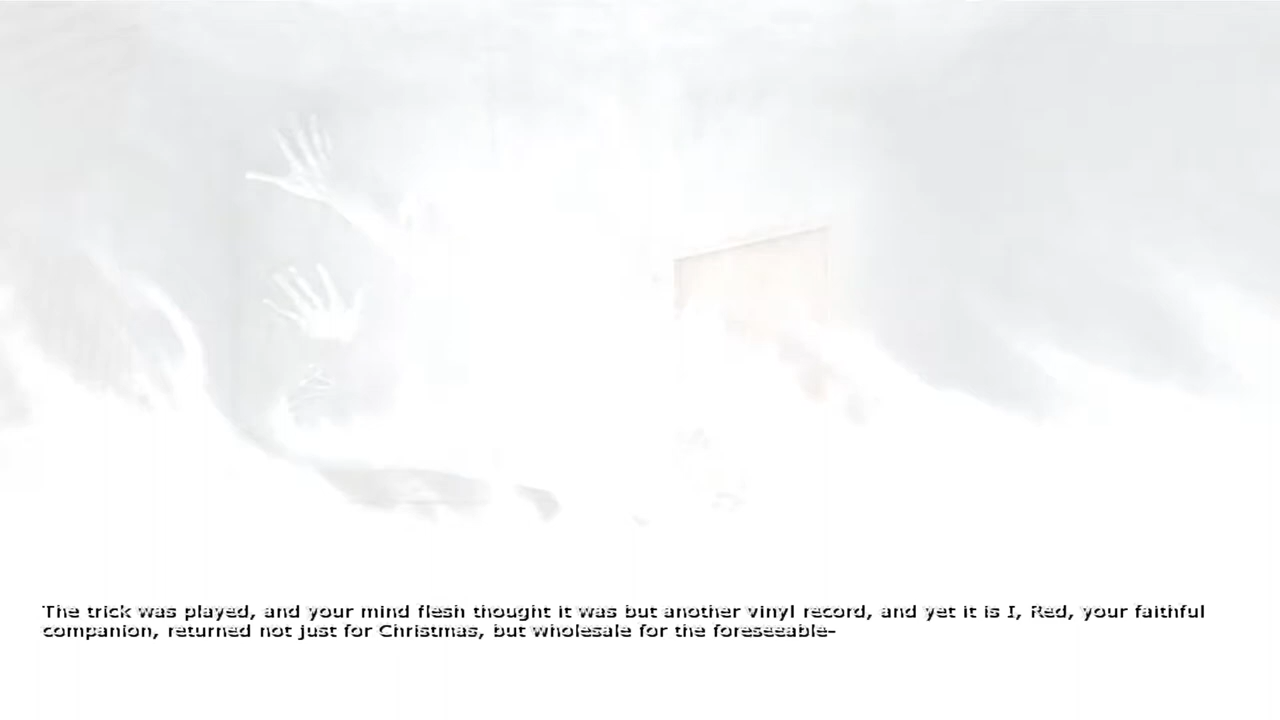 The trick was played, and your mind flesh thought it was but another vinyl record, and yet it is I, Red, your faithful
companion, returned not just for Christmas, but wholesale for the foreseeable-